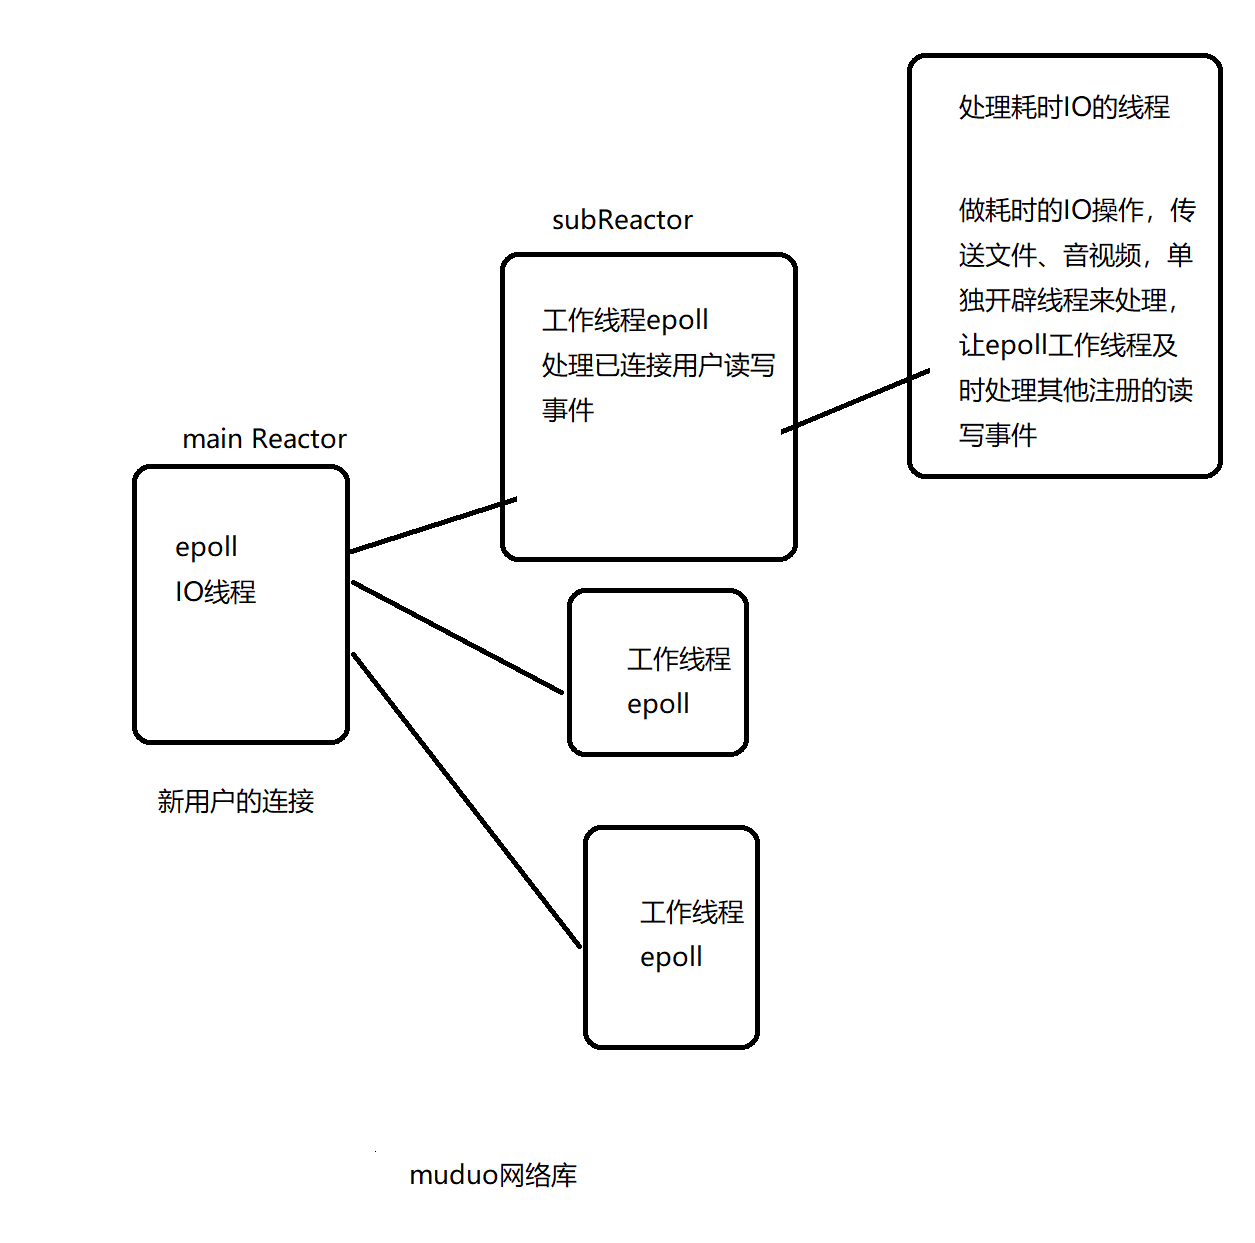 处理耗时IO的线程
做耗时的IO操作，传
送文件、音视频，单
独开辟线程来处理，
让epoll工作线程及
时处理其他注册的读
写事件
subReactor
工作线程epoll
处理已连接用户读写
事件
main Reactor
epoll
IO线程
新用户的连接
工作线程
epoll
工作线程
epoll
muduo网络库